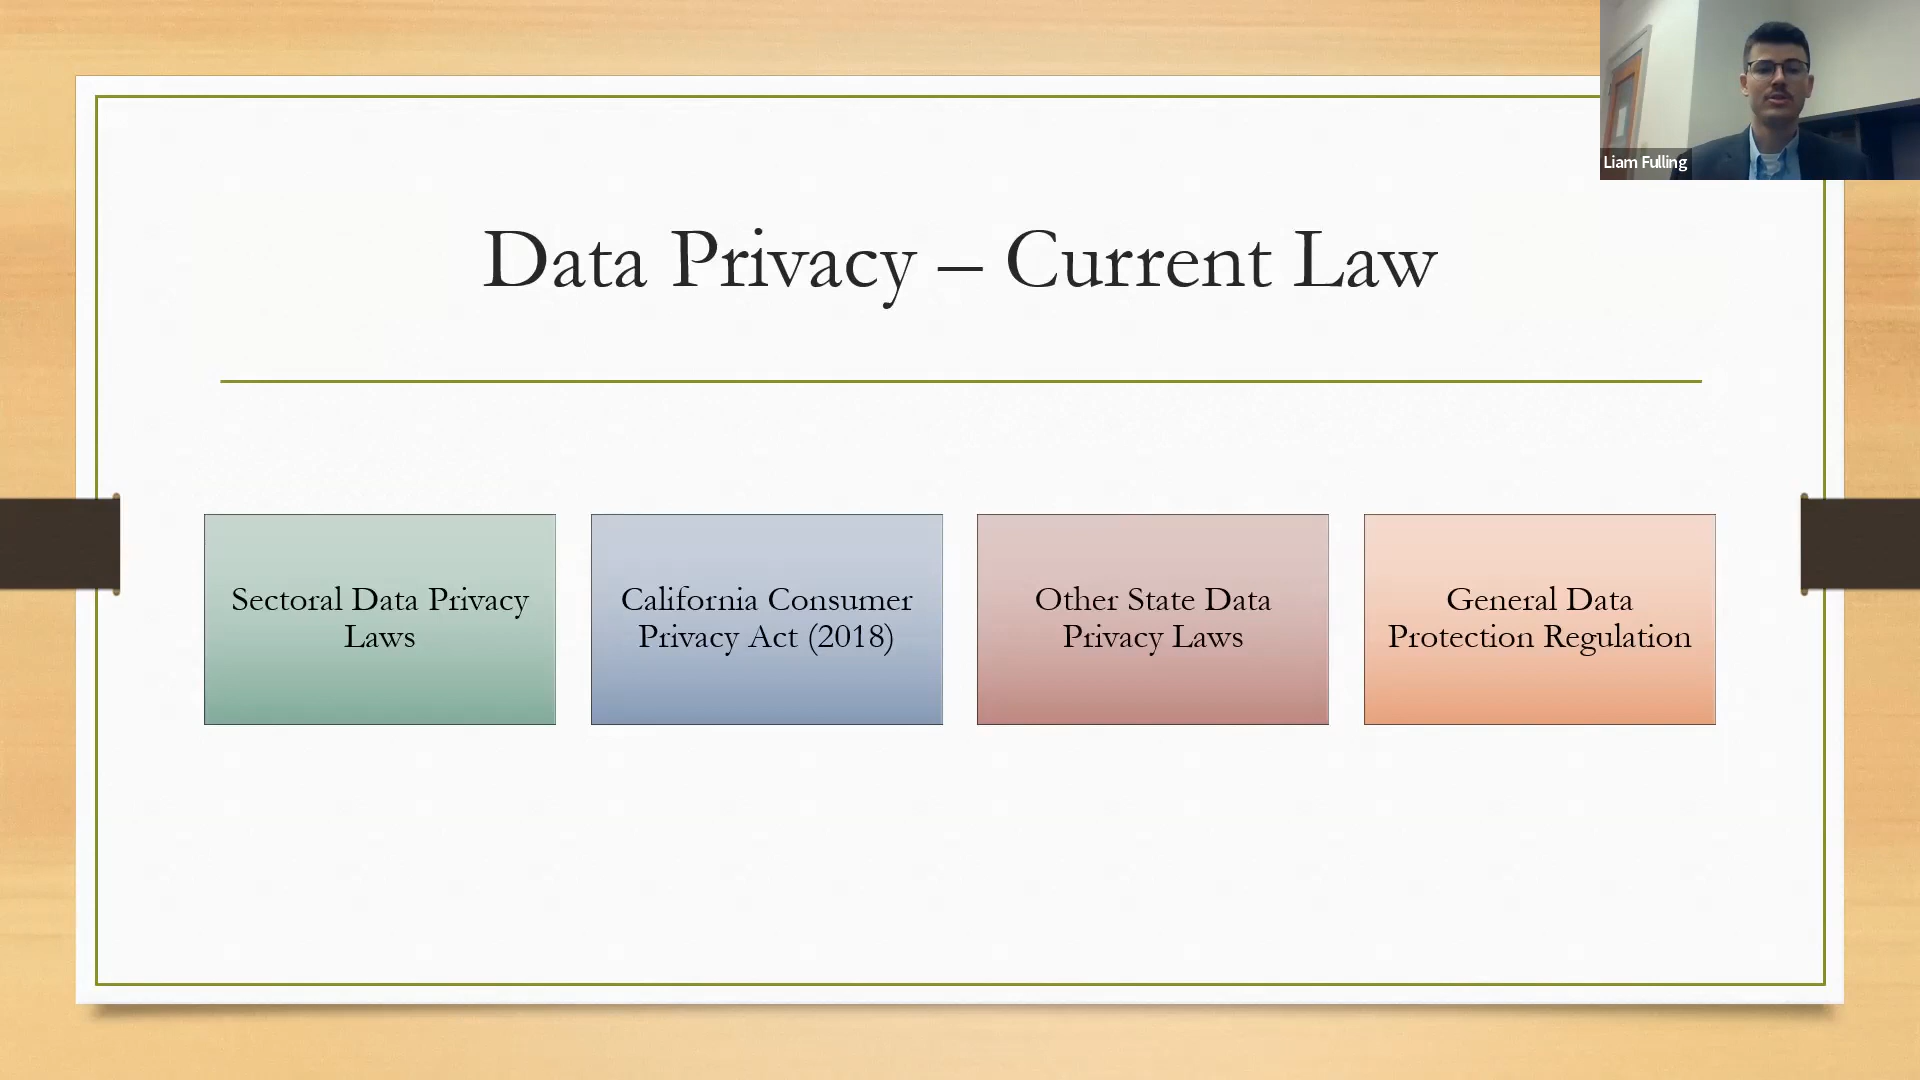 Liam Fulling
Data Privacy – Current Law
Sectoral Data Privacy
Laws
California Consumer
Privacy Act (2018)
Other State Data
Privacy Laws
General Data
Protection Regulation